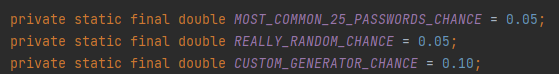 private static final double MOST_COMMON_25_PASSWORDS_CHANCE = 0.05;
private static final double REALLY_RANDOM_CHANCE = 0.05;
private static final double CUSTOM_GENERATOR_CHANCE = 0.10;